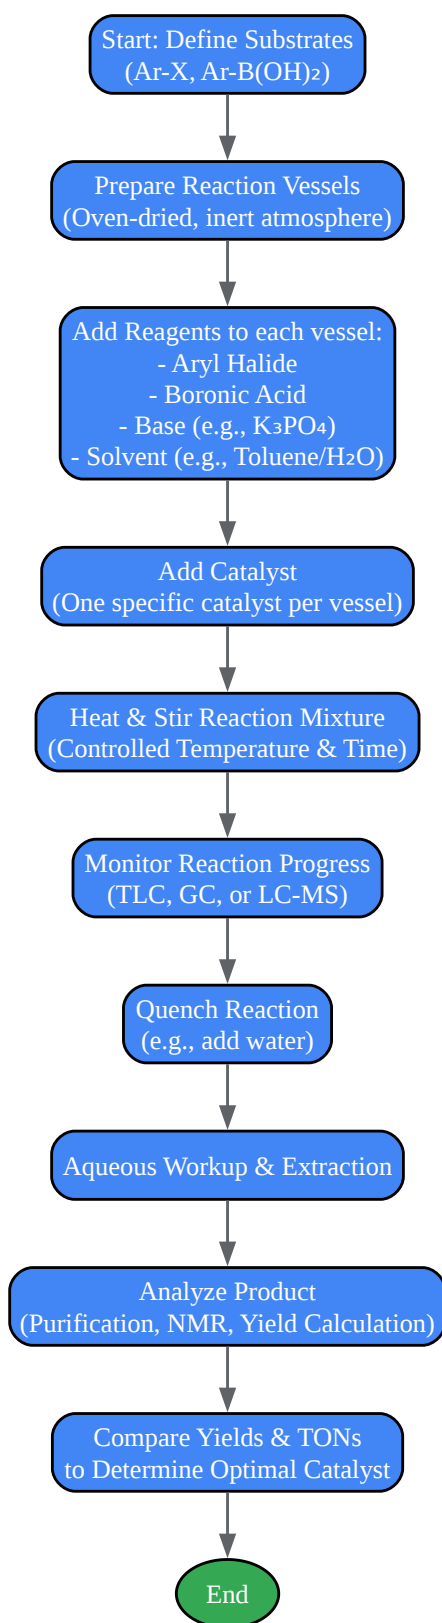 Start: Define Substrates
(Ar-X, Ar-B(OH)₂)
Prepare Reaction Vessels
(Oven-dried, inert atmosphere)
Add Reagents to each vessel:
- Aryl Halide
- Boronic Acid
- Base (e.g., K₃PO₄)
- Solvent (e.g., Toluene/H₂O)
Add Catalyst
(One specific catalyst per vessel)
Heat & Stir Reaction Mixture
(Controlled Temperature & Time)
Monitor Reaction Progress
(TLC, GC, or LC-MS)
Quench Reaction
(e.g., add water)
Aqueous Workup & Extraction
Analyze Product
(Purification, NMR, Yield Calculation)
Compare Yields & TONs
to Determine Optimal Catalyst
End